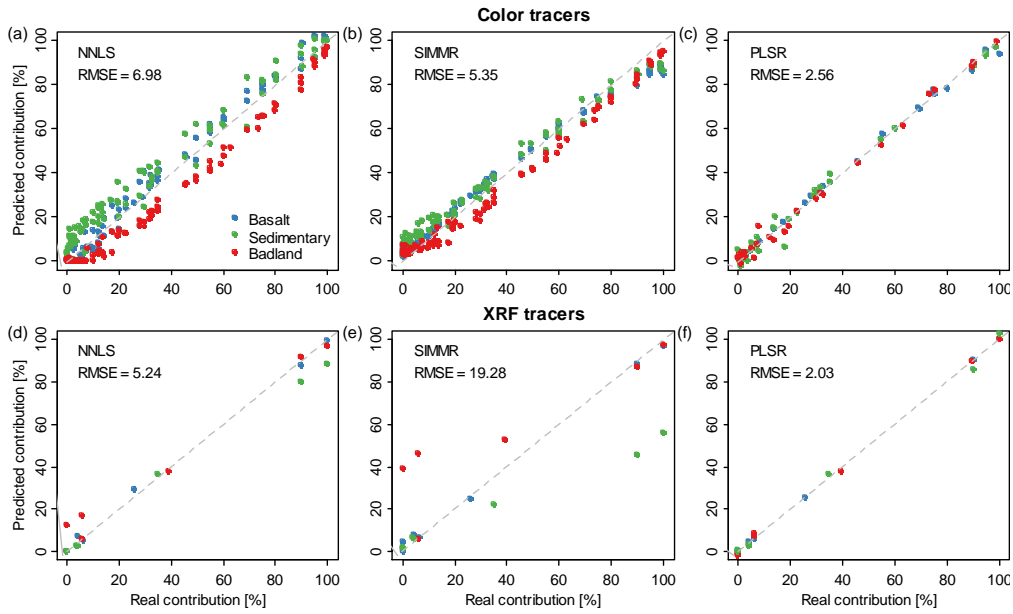 Color tracers
(a)
NNLS
RMSE = 6.98
Predicted contribution [%]
0 20 40 60 80 100
0 20 40 60 80 100
Basalt
Sedimentary
Badland
(b)
SIMMR
RMSE = 5.35
0 20 40 60 80 100
0 20 40 60 80 100
(c)
PLSR
RMSE = 2.56
0 20 40 60 80 100
0 20 40 60 80 100
XRF tracers
(d)
NNLS
RMSE = 5.24
Predicted contribution [%]
0 20 40 60 80 100
0 20 40 60 80 100
Real contribution [%]
(e)
SIMMR
RMSE = 19.28
0 20 40 60 80 100
0 20 40 60 80 100
Real contribution [%]
(f)
PLSR
RMSE = 2.03
0 20 40 60 80 100
0 20 40 60 80 100
Real contribution [%]